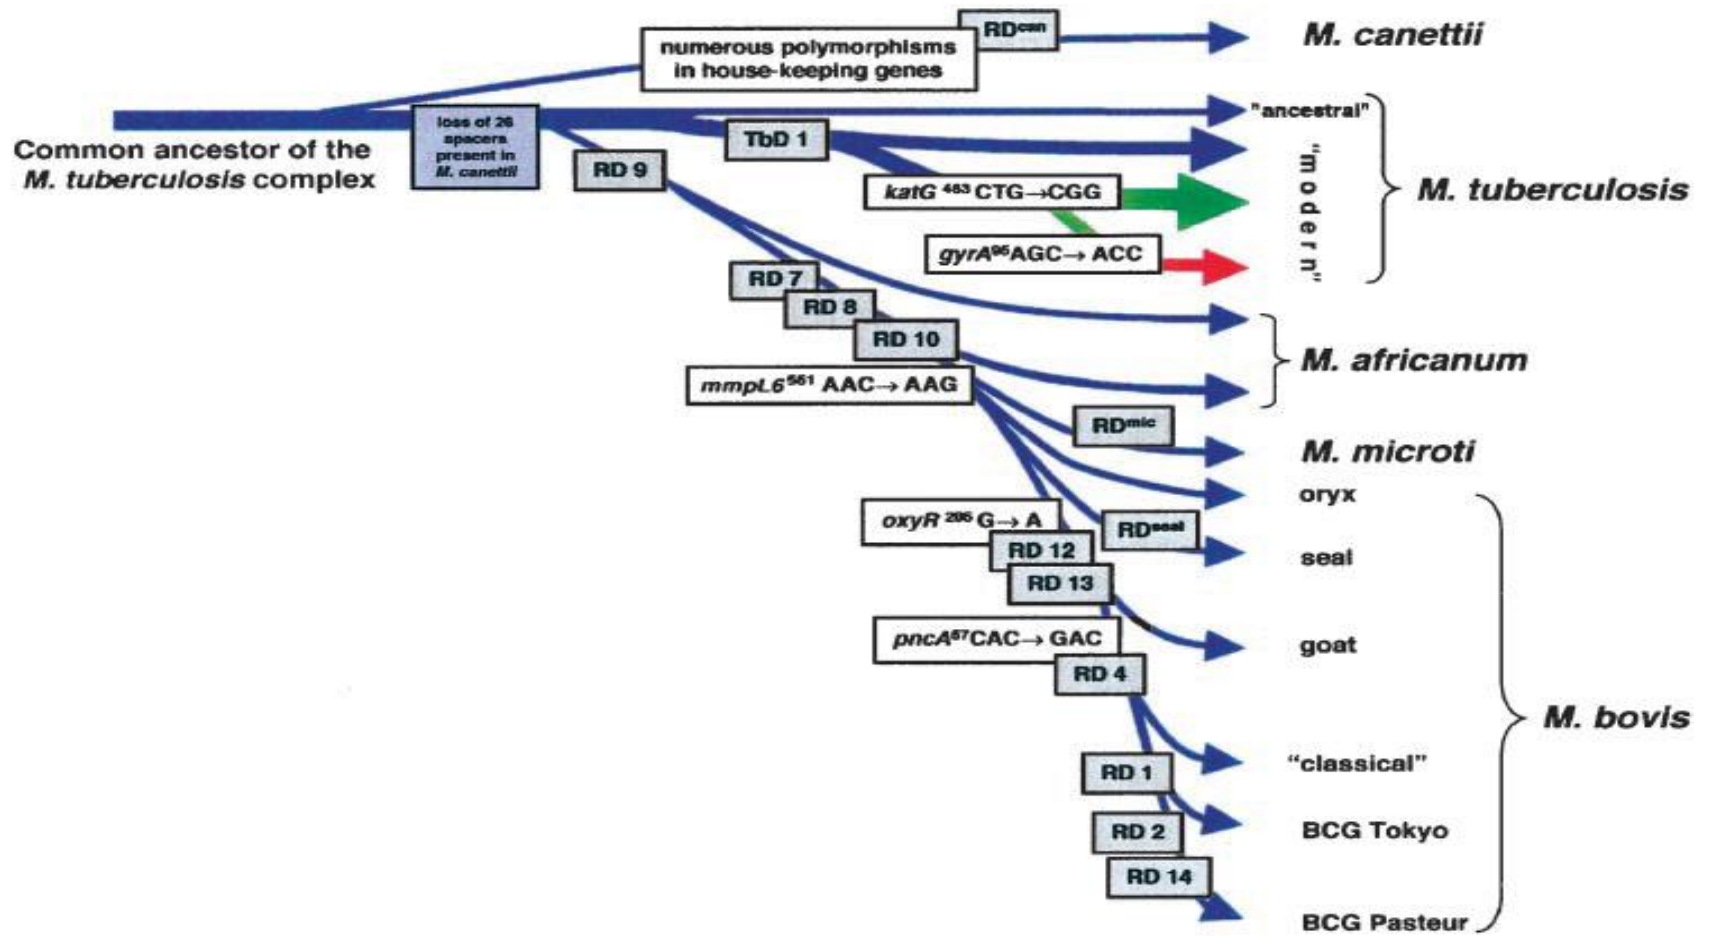 RDcan
numerous polymorphisms
in house-keeping genes
M. canettii
"ancestral"
loss of 26
spacers
present in
M. canettii
Common ancestor of the
M. tuberculosis complex
TbD 1
RD 9
katG 463 CTG→CGG
"modern"
M. tuberculosis
gyrA95AGC→ ACC
RD 7
RD 8
RD 10
M. africanum
mmpL6 551 AAC→ AAG
RDmic
M. microti
oryx
oxyR 285 G→ A
RDseal
RD 12
seal
RD 13
pncA57CAC→ GAC
goat
RD 4
M. bovis
"classical"
RD 1
BCG Tokyo
RD 2
RD 14
BCG Pasteur